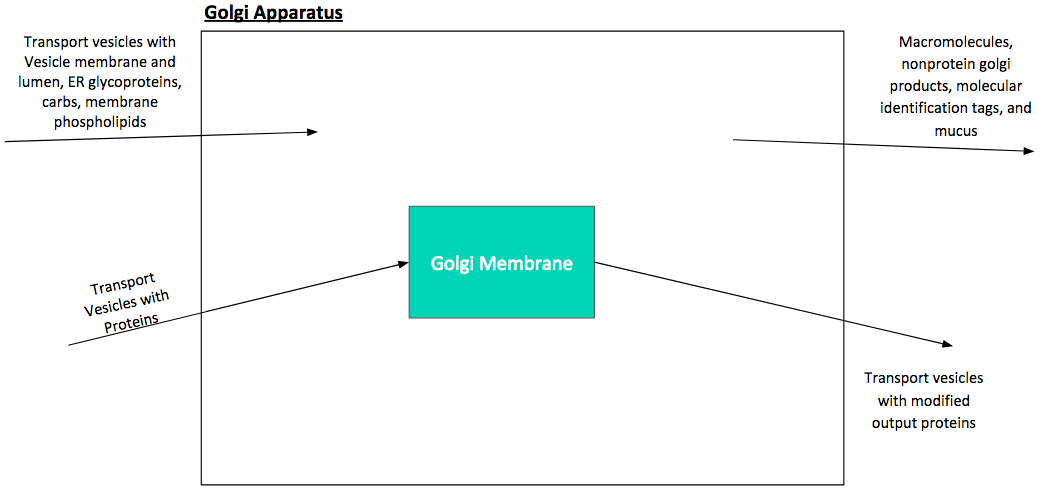 Golgi Apparatus
Transport vesicles with
Vesicle membrane and
lumen, ER glycoproteins,
carbs, membrane
phospholipids
Macromolecules,
nonprotein golgi
products, molecular
identification tags, and
mucus
Golgi Membrane
Transport
Vesicles with
Proteins
Transport vesicles
with modified
output proteins